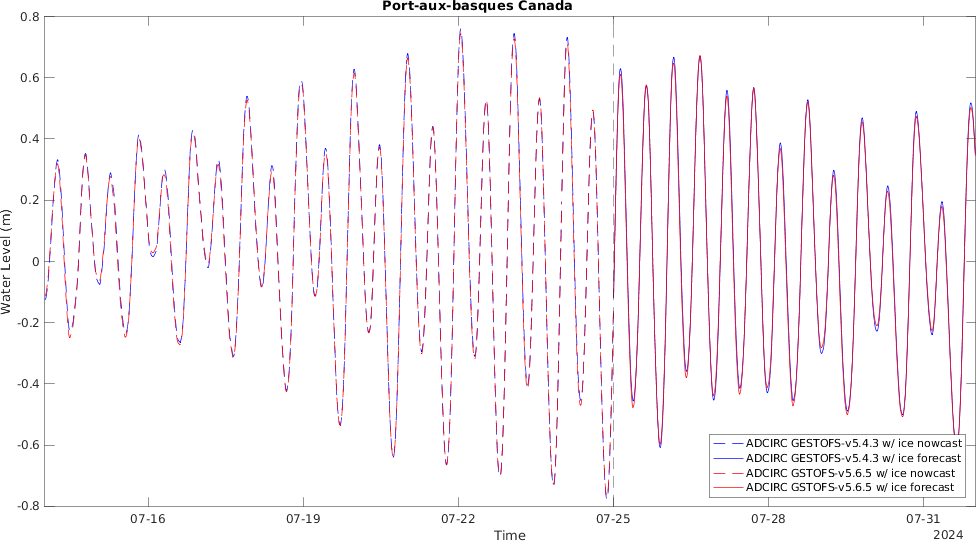 Port-aux-basques Canada
0.8
0.6
0.4
0.2
0
-0.2
-0.4
-0.6
-0.8
Water Level (m)
07-16 07-19 07-22 07-25 07-28 07-31
Time
2024
ADCIRC GESTOFS-v5.4.3 w/ ice nowcast
ADCIRC GESTOFS-v5.4.3 w/ ice forecast
ADCIRC GSTOFS-v5.6.5 w/ ice nowcast
ADCIRC GSTOFS-v5.6.5 w/ ice forecast